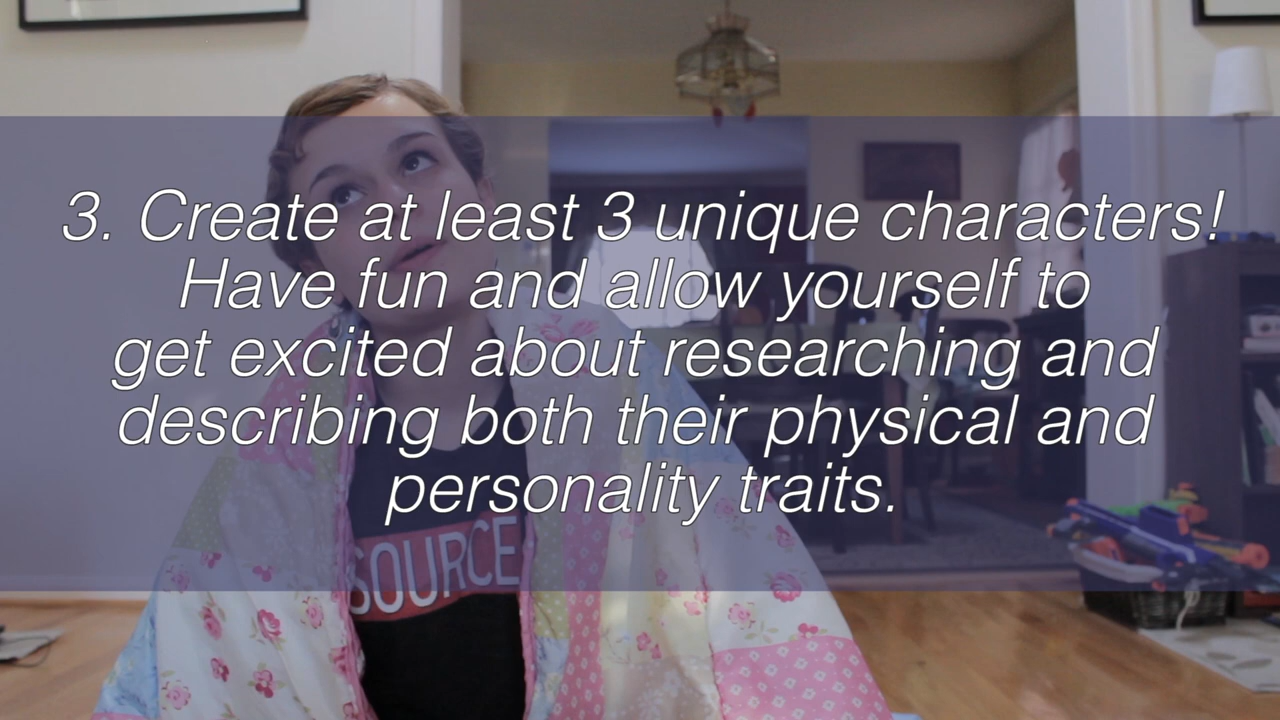 3. Create at least 3 unique characters!
Have fun and allow yourself to
get excited about researching and
describing both their physical and
personality traits.
SOURCE